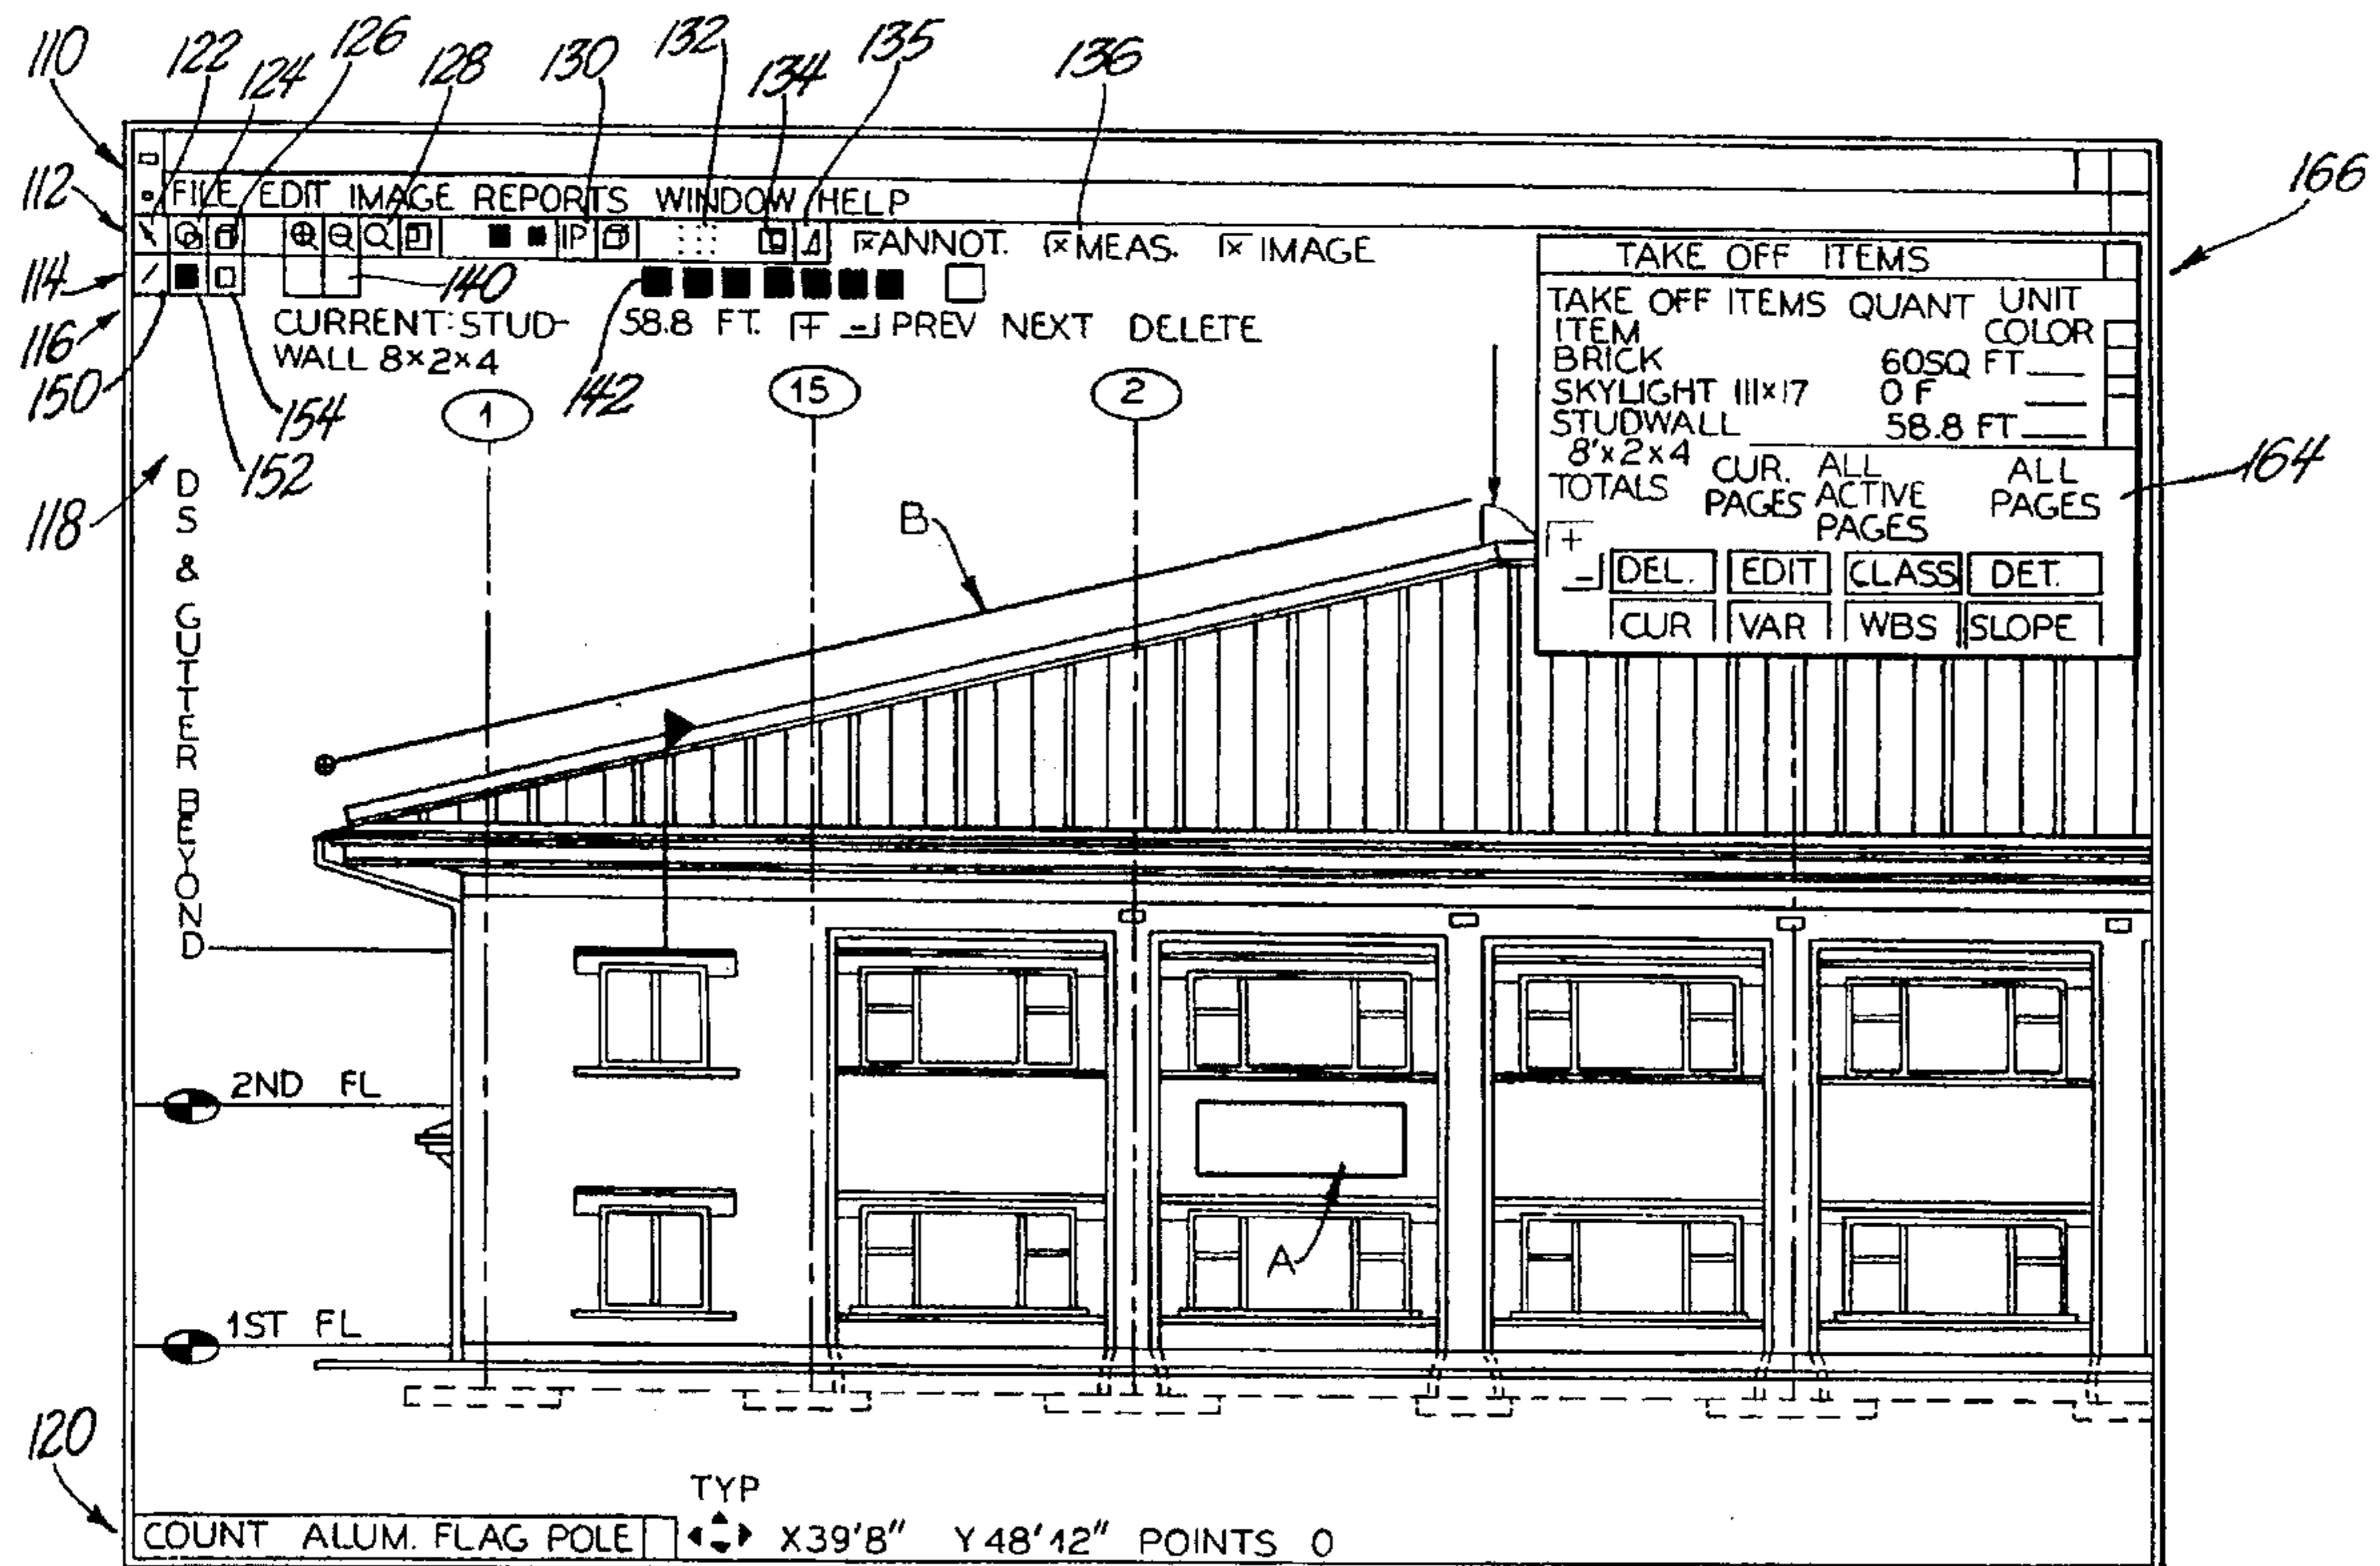 110
122
124
126
128
130
132
134
135
136
112
114
116
150
118
152
154
140
142
166
164
FILE EDIT IMAGE REPORTS WINDOW HELP
IP
ANNOT. MEAS. IMAGE
CURRENT: STUD-
WALL 8×2×4
58.8 FT. + - PREV NEXT DELETE
TAKE OFF ITEMS
TAKE OFF ITEMS QUANT UNIT
ITEM COLOR
BRICK 60SQ FT
SKYLIGHT 111×17 0 F
STUDWALL 58.8 FT
8'×2×4
TOTALS CUR. PAGES ALL ACTIVE PAGES ALL PAGES
+ -
DEL. EDIT CLASS DET.
CUR VAR WBS SLOPE
1
15
2
B
DS & GUTTER BEYOND
2ND FL
A
1ST FL
120
TYP
COUNT ALUM. FLAG POLE X39'8" Y48'12" POINTS 0